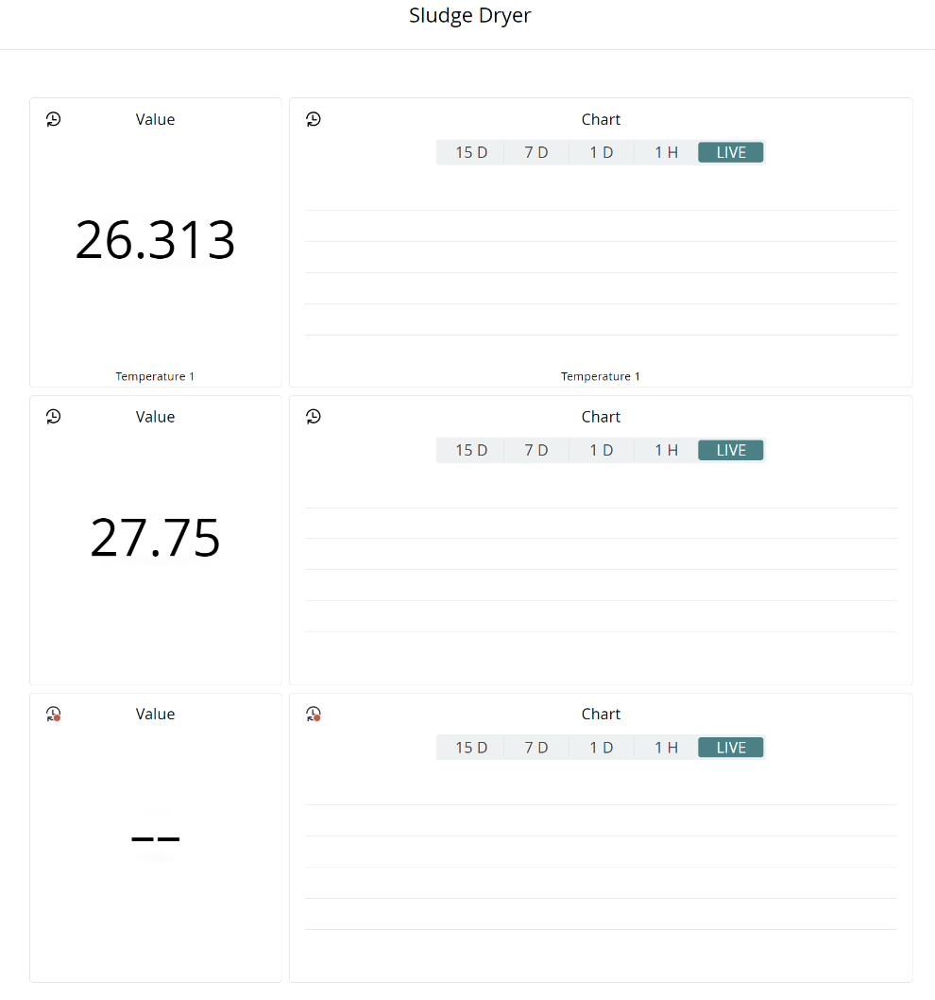 Sludge Dryer
Value
Chart
15 D 7 D 1 D 1 H LIVE
26.313
Temperature 1
Temperature 1
Value
Chart
15 D 7 D 1 D 1 H LIVE
27.75
Value
Chart
15 D 7 D 1 D 1 H LIVE
––